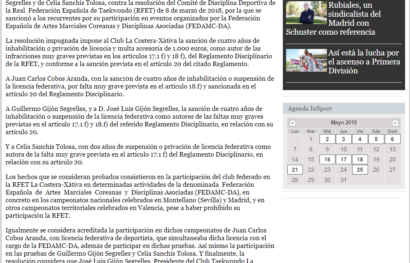 Segrelles y Celia Sanchiz Tolosa, contra la resolución del Comité de Disciplina Deportiva de
la Real Federación Española de Taekwondo (RFET) de 8 de marzo de 2018, por la que se
sancionó a los recurrentes por su participación en eventos organizados por la Federación
Española de Artes Marciales Coreanas y Disciplinas Asociadas (FEDAMC-DA).
La resolución impugnada impone al Club La Costera-Xàtiva la sanción de cuatro años de
inhabilitación o privación de licencia y multa accesoria de 1.000 euros, como autor de las
infracciones muy graves previstas en los artículos 17.1 f) y 18 f), del Reglamento Disciplinario
de la RFET, y conforme a la sanción prevista en el artículo 20 del citado Reglamento.
A Juan Carlos Cobos Aranda, con la sanción de cuatro años de inhabilitación o suspensión de
la licencia federativa, por falta muy grave prevista en el artículo 18.f) y sancionada en el
artículo 20 del Reglamento Disciplinario.
A Guillermo Gijón Segrelles, y a D. José Luis Gijón Segrelles, la sanción de cuatro años de
inhabilitación o suspensión de la licencia federativa como autores de las faltas muy graves
previstas en el artículo 17.1 f) y 18.f) del referido Reglamento Disciplinario, en relación con su
artículo 20.
Y a Celia Sanchiz Tolosa, con dos años de suspensión o privación de licencia federativa como
autora de la falta muy grave prevista en el artículo 17.1 f) del Reglamento Disciplinario, en
relación con su artículo 20.
Los hechos que se consideran probados consistieron en la participación del club federado en
la RFET La Costera-Xàtiva en determinadas actividades de la denominada Federación
Española de Artes Marciales Coreanas y Disciplinas Asociadas (FEDAMC-DA), en
concreto en los campeonatos nacionales celebrados en Montellano (Sevilla) y Madrid, y en
otros campeonatos territoriales celebrados en Valencia, pese a haber prohibido su
participación la RFET.
Igualmente se considera acreditada la participación en dichos campeonatos de Juan Carlos
Cobos Aranda, con licencia federativa de deportista, que simultaneaba dicha licencia con el
cargo de la FEDAMC-DA, además de participar en dichas pruebas. Así mismo la participación
en las pruebas de Guillermo Gijón Segrelles y Celia Sanchiz Tolosa. Y finalmente, la
resolución considera que José Luis Gijón Segrelles, Presidente del Club Taekwondo La
Rubiales, un
sindicalista del
Madrid con
Schuster como referencia
Así está la lucha por
el ascenso a Primera
División
Agenda IuSport
Mayo 2018
Lu Ma Mi Ju Vi Sá Do
1 2 3 4 5 6
7 8 9 10 11 12 13
14 15 16 17 18 19 20
21 22 23 24 25 26 27
28 29 30 31